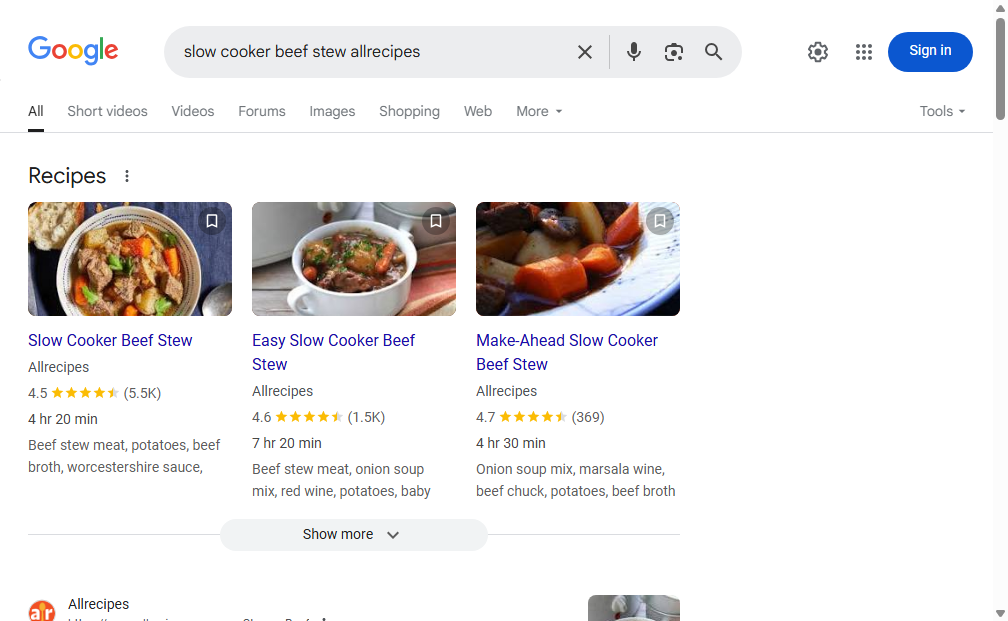 Google
slow cooker beef stew allrecipes
Sign in
All
Short videos
Videos
Forums
Images
Shopping
Web
More
Tools
Recipes
Slow Cooker Beef Stew
Allrecipes
4.5 (5.5K)
4 hr 20 min
Beef stew meat, potatoes, beef
broth, worcestershire sauce,
Easy Slow Cooker Beef
Stew
Allrecipes
4.6 (1.5K)
7 hr 20 min
Beef stew meat, onion soup
mix, red wine, potatoes, baby
Make-Ahead Slow Cooker
Beef Stew
Allrecipes
4.7 (369)
4 hr 30 min
Onion soup mix, marsala wine,
beef chuck, potatoes, beef broth
Show more
ar
Allrecipes